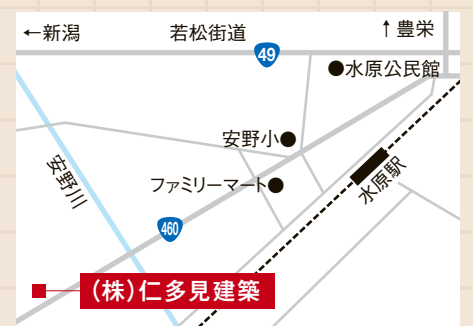 ←新潟
若松街道
↑豊栄
49
●水原公民館
安野小●
安野川
ファミリーマート●
水原駅
460
(株)仁多見建築